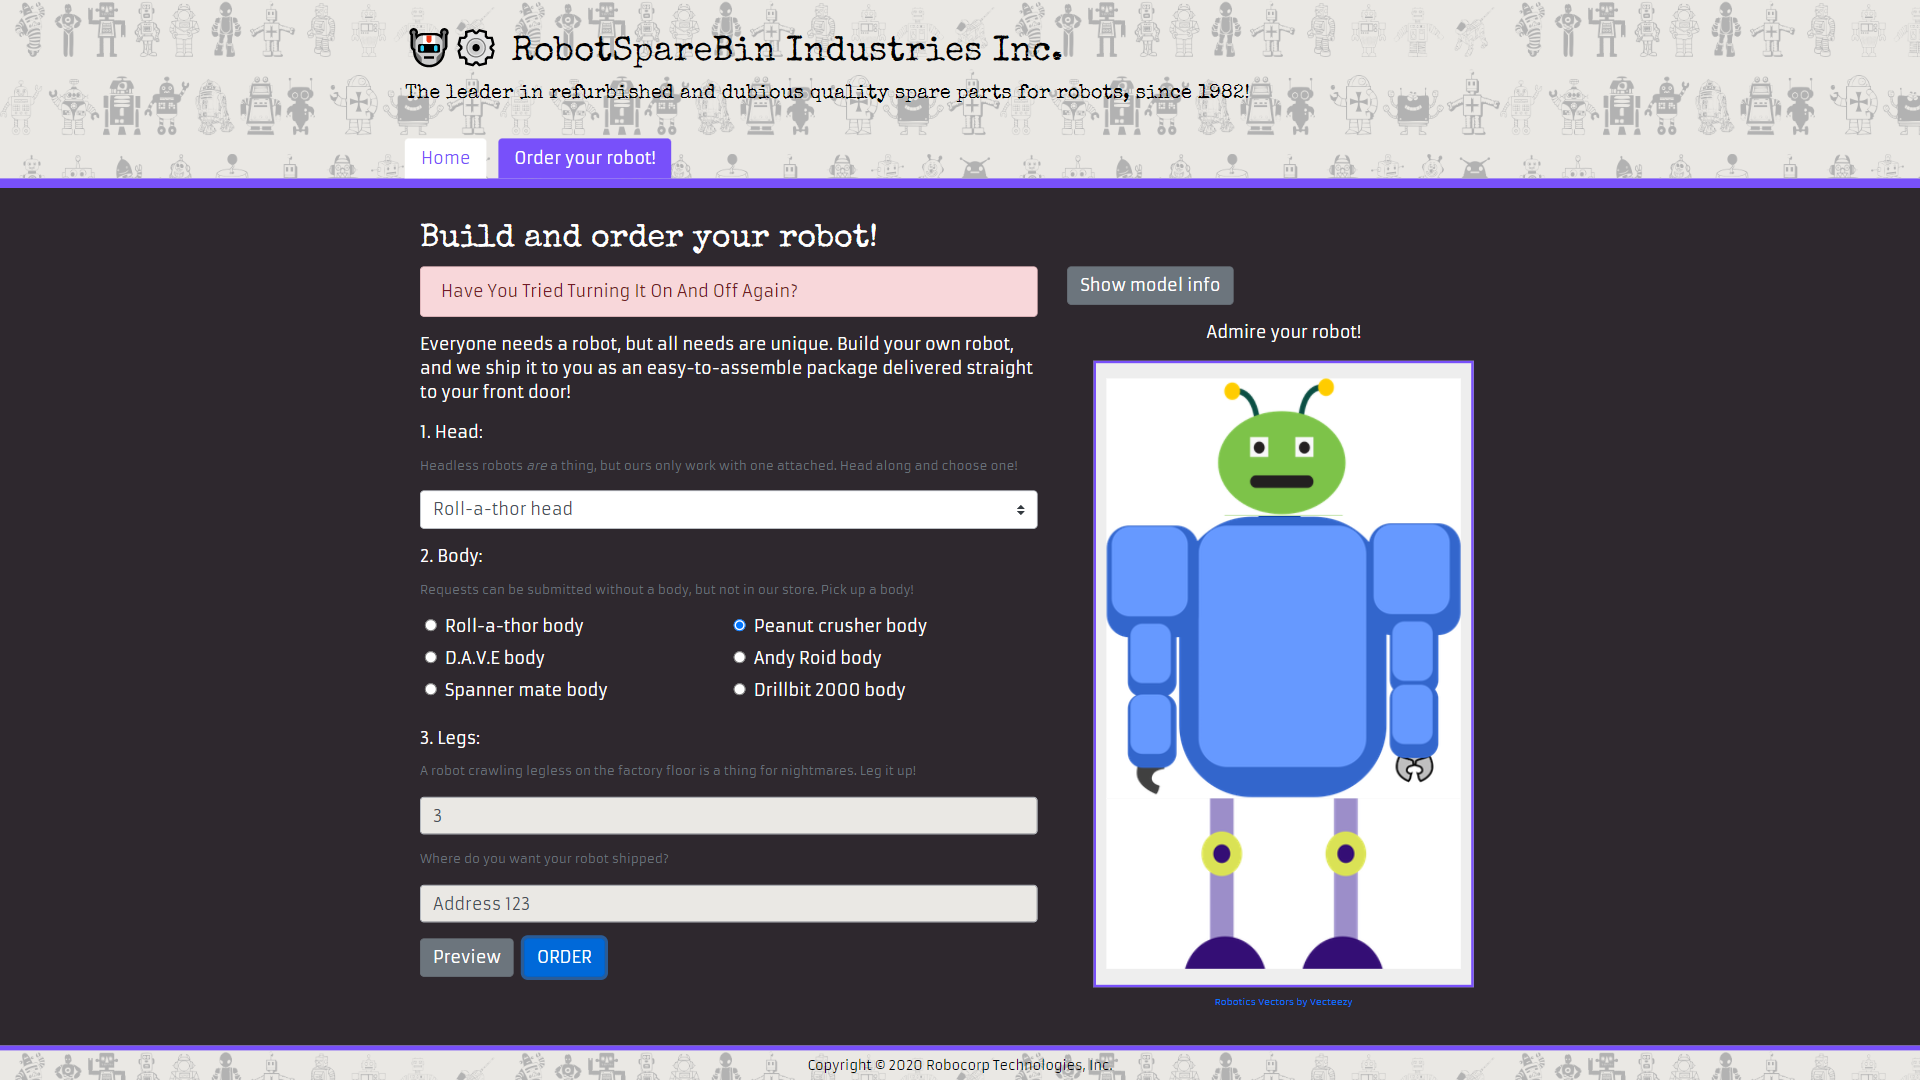 RobotSpareBin Industries Inc.
The leader in refurbished and dubious quality spare parts for robots, since 1982!
Home
Order your robot!
Build and order your robot!
Have You Tried Turning It On And Off Again?
Everyone needs a robot, but all needs are unique. Build your own robot,
and we ship it to you as an easy-to-assemble package delivered straight
to your front door!
1. Head:
Headless robots are a thing, but ours only work with one attached. Head along and choose one!
Roll-a-thor head
2. Body:
Requests can be submitted without a body, but not in our store. Pick up a body!
Roll-a-thor body
Peanut crusher body
D.A.V.E body
Andy Roid body
Spanner mate body
Drillbit 2000 body
3. Legs:
A robot crawling legless on the factory floor is a thing for nightmares. Leg it up!
3
Where do you want your robot shipped?
Address 123
Preview
ORDER
Show model info
Admire your robot!
Robotics Vectors by Vecteezy
Copyright © 2020 Robocorp Technologies, Inc.